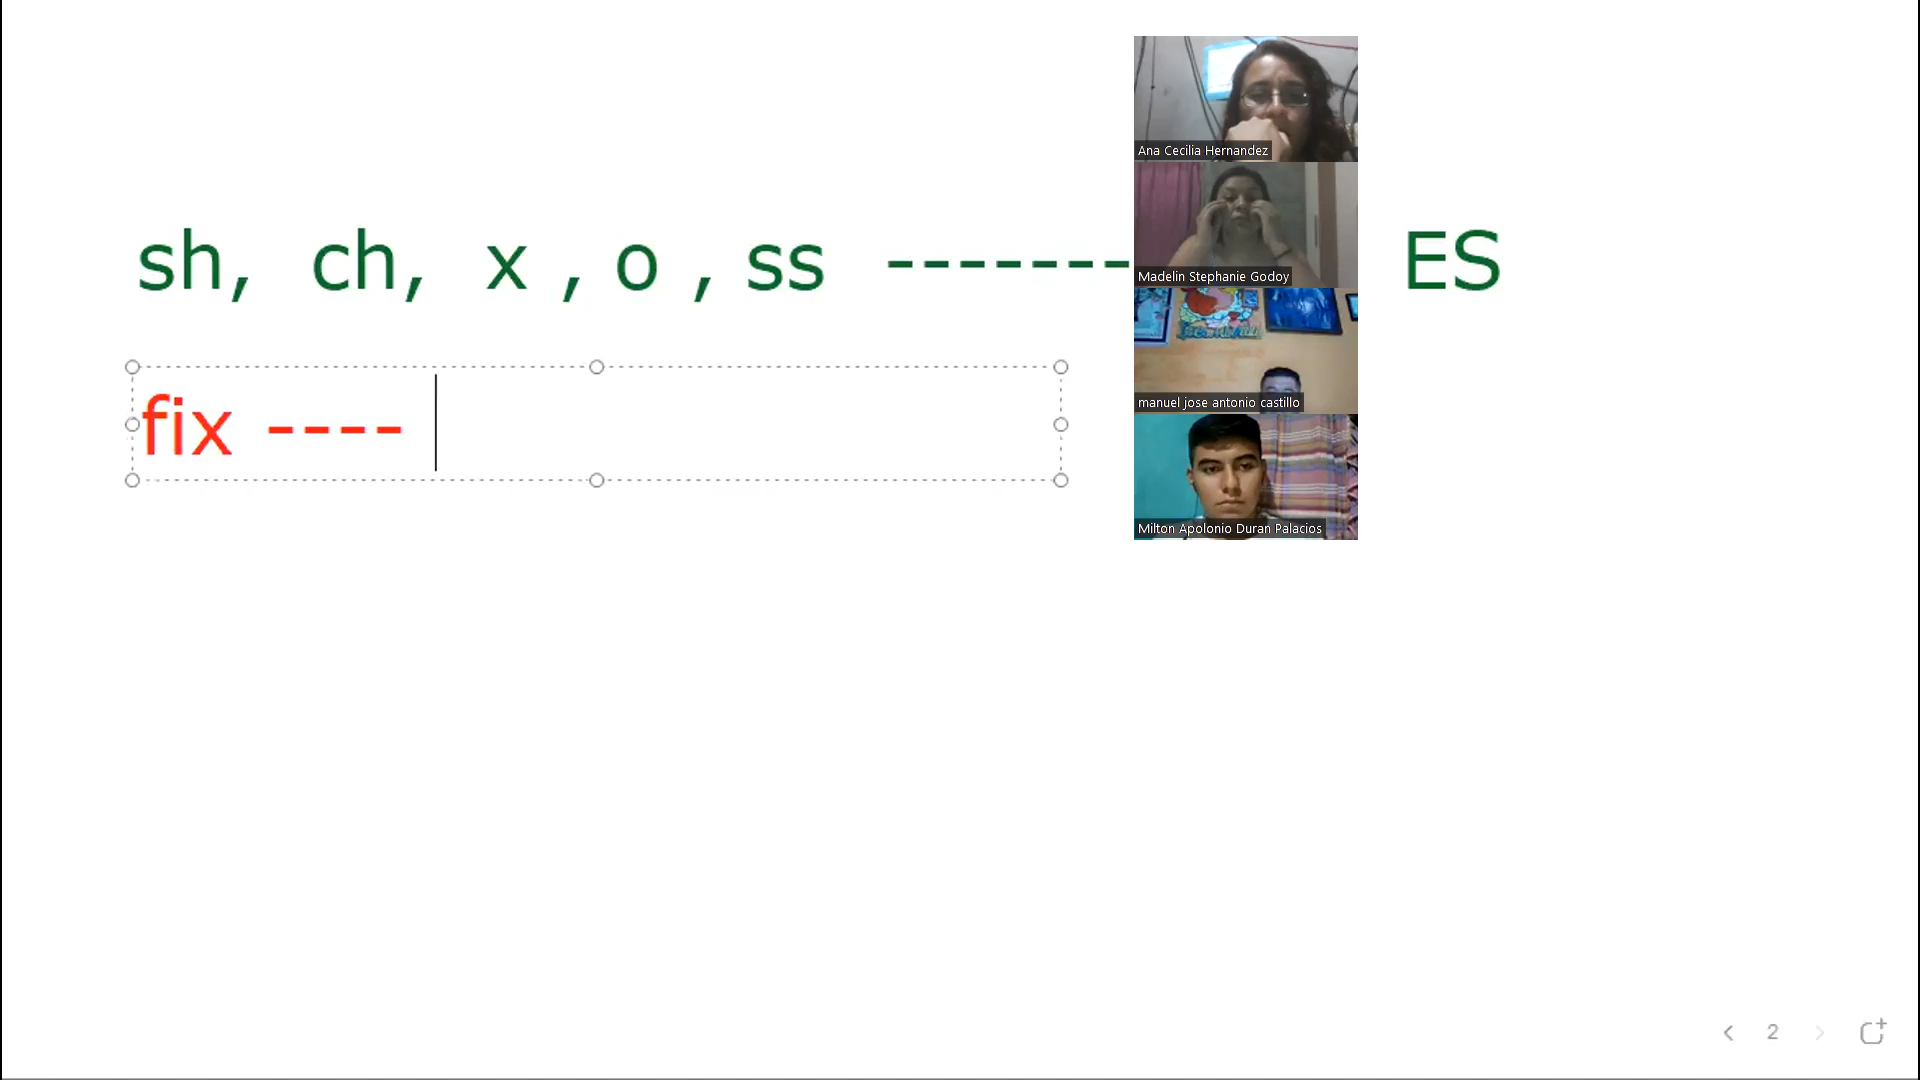 sh, ch, x , o , ss ------- ES
fix ----
Ana Cecilia Hernandez
Madelin Stephanie Godoy
manuel jose antonio castillo
Milton Apolonio Duran Palacios
2